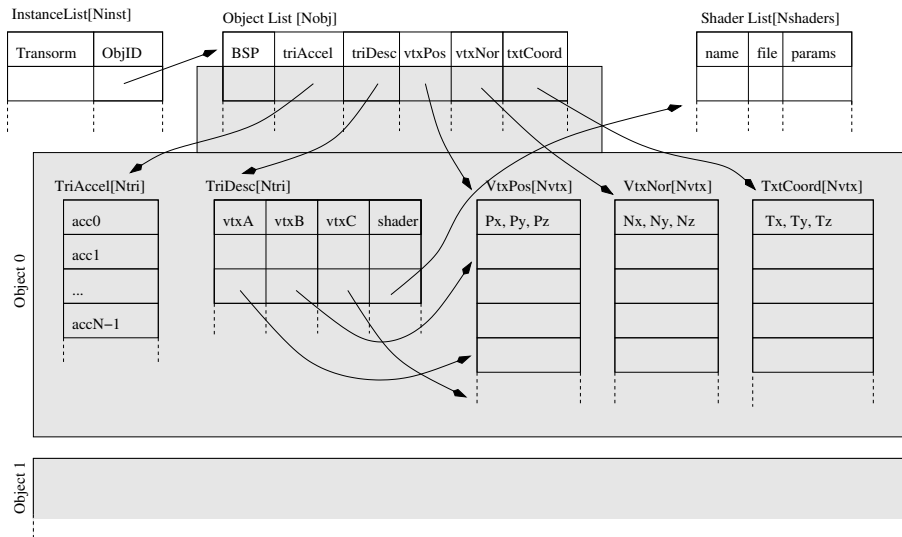 InstanceList[Ninst]
Object List [Nobj]
Shader List[Nshaders]
Transorm ObjID
BSP triAccel triDesc vtxPos vtxNor txtCoord
name file params
Object 0
TriAccel[Ntri]
TriDesc[Ntri]
VtxPos[Nvtx]
VtxNor[Nvtx]
TxtCoord[Nvtx]
acc0
acc1
...
accN−1
vtxA vtxB vtxC shader
Px, Py, Pz
Nx, Ny, Nz
Tx, Ty, Tz
Object 1